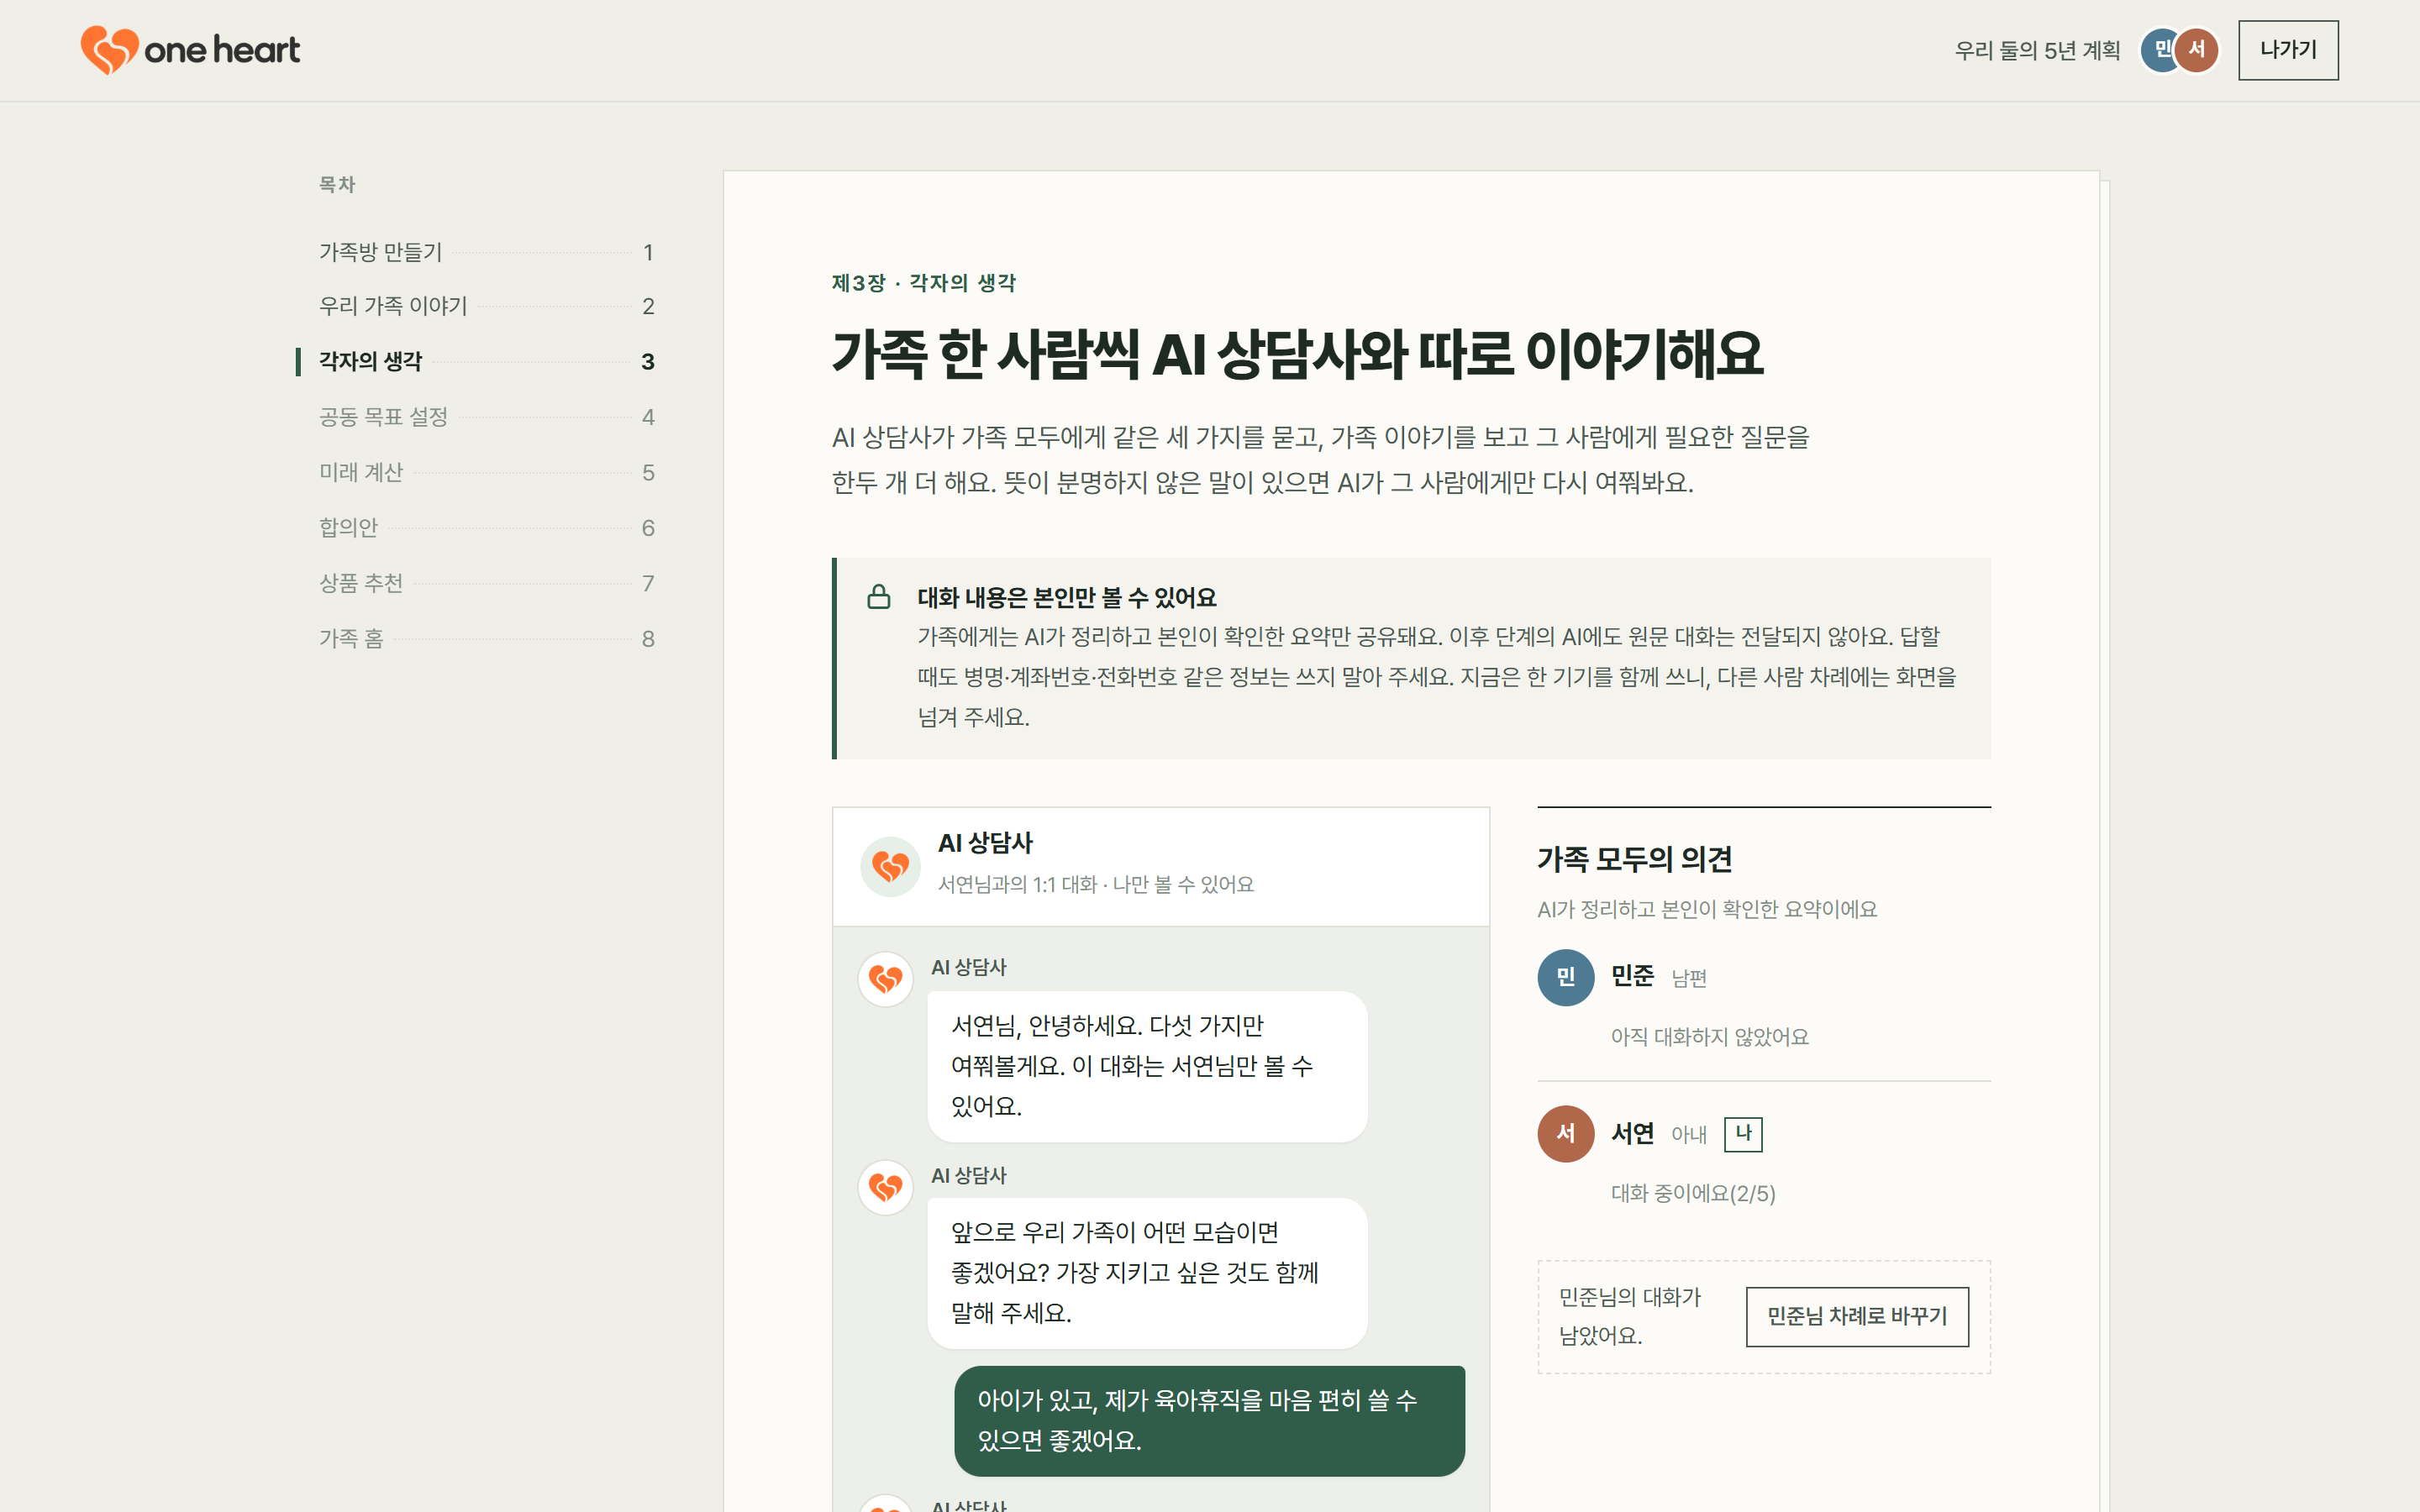 one heart
우리 둘의 5년 계획
민
서
나가기
목차
가족방 만들기 1
우리 가족 이야기 2
각자의 생각 3
공동 목표 설정 4
미래 계산 5
합의안 6
상품 추천 7
가족 홈 8
제3장 · 각자의 생각
가족 한 사람씩 AI 상담사와 따로 이야기해요
AI 상담사가 가족 모두에게 같은 세 가지를 묻고, 가족 이야기를 보고 그 사람에게 필요한 질문을
한두 개 더 해요. 뜻이 분명하지 않은 말이 있으면 AI가 그 사람에게만 다시 여쭤봐요.
대화 내용은 본인만 볼 수 있어요
가족에게는 AI가 정리하고 본인이 확인한 요약만 공유돼요. 이후 단계의 AI에도 원문 대화는 전달되지 않아요. 답할
때도 병명·계좌번호·전화번호 같은 정보는 쓰지 말아 주세요. 지금은 한 기기를 함께 쓰니, 다른 사람 차례에는 화면을
넘겨 주세요.
AI 상담사
서연님과의 1:1 대화 · 나만 볼 수 있어요
AI 상담사
서연님, 안녕하세요. 다섯 가지만
여쭤볼게요. 이 대화는 서연님만 볼 수
있어요.
AI 상담사
앞으로 우리 가족이 어떤 모습이면
좋겠어요? 가장 지키고 싶은 것도 함께
말해 주세요.
아이가 있고, 제가 육아휴직을 마음 편히 쓸 수
있으면 좋겠어요.
AI 상담사
가족 모두의 의견
AI가 정리하고 본인이 확인한 요약이에요
민
민준 남편
아직 대화하지 않았어요
서
서연 아내 나
대화 중이에요(2/5)
민준님의 대화가
남았어요.
민준님 차례로 바꾸기